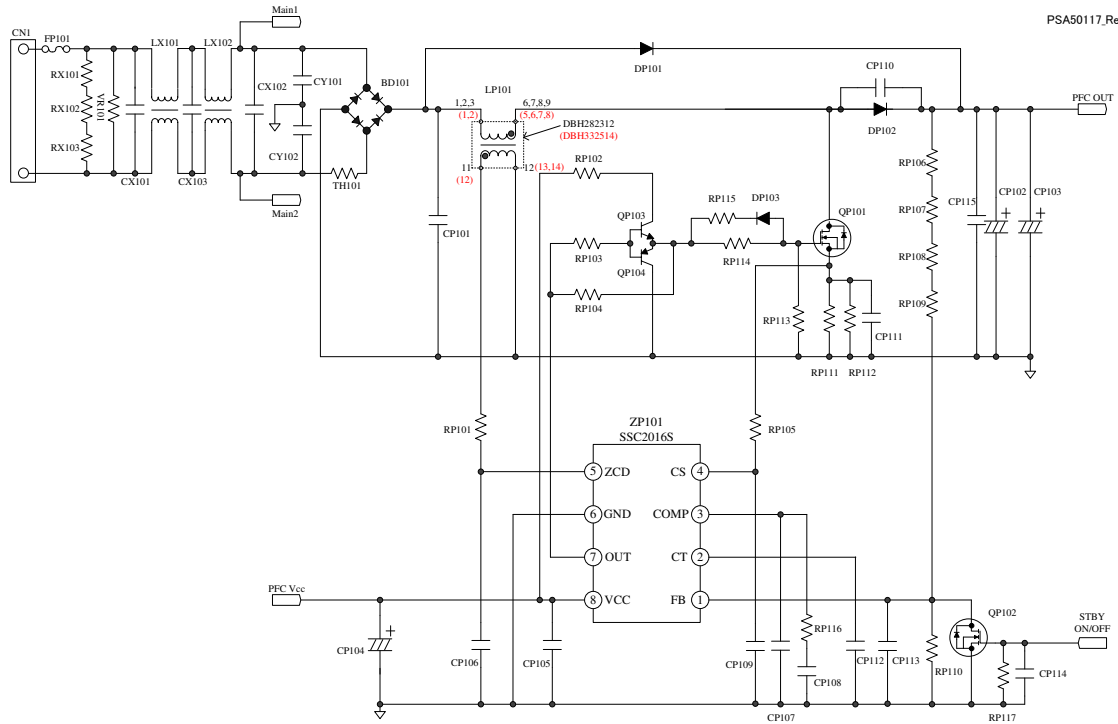 PSA50117_Re
Main1
CN1
FP101
LX101
LX102
RX101
RX102
RX103
VR101
CX102
CY101
BD101
CY102
CX101
CX103
TH101
Main2
DP101
CP110
LP101
1,2,3
(1,2)
6,7,8,9
(5,6,7,8)
DBH282312
(DBH332514)
11
(12)
12
(13,14)
DP102
PFC OUT
RP102
CP101
QP103
RP103
QP104
RP104
RP115
DP103
RP114
QP101
RP113
RP111
RP112
CP111
RP106
RP107
RP108
RP109
CP115
CP102
CP103
RP101
ZP101
SSC2016S
RP105
5 ZCD
CS 4
6 GND
COMP 3
7 OUT
CT 2
8 VCC
FB 1
PFC Vcc
CP104
CP106
CP105
CP109
CP107
RP116
CP108
CP112
CP113
RP110
QP102
STBY
ON/OFF
RP117
CP114